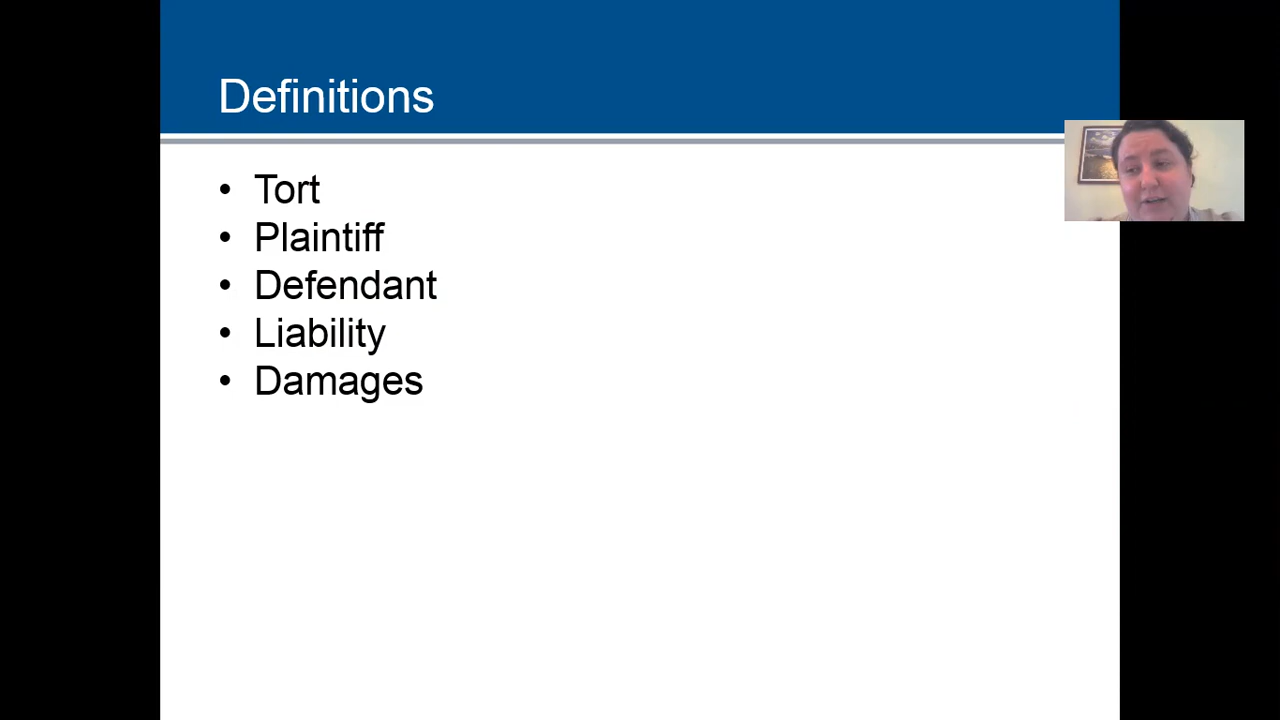 Definitions
• Tort
• Plaintiff
• Defendant
• Liability
• Damages